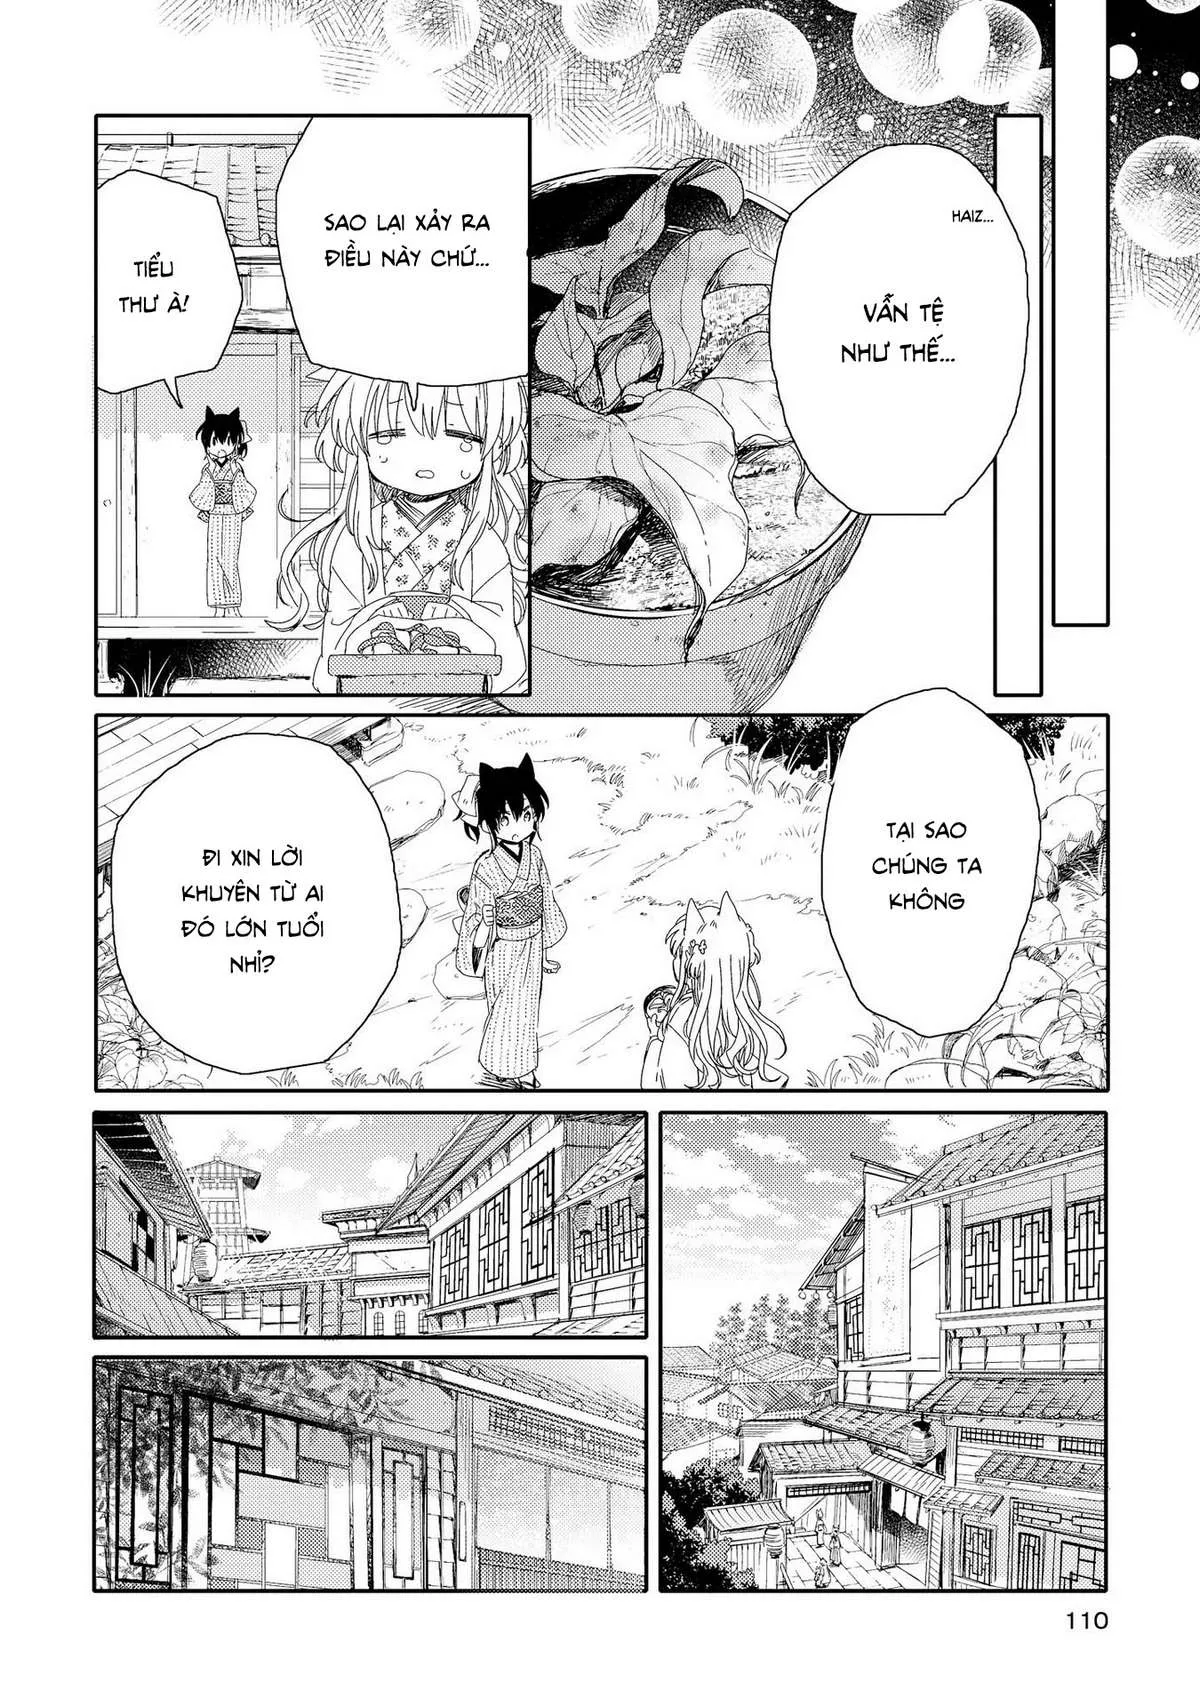 HAIZ...
VẪN TỆ
NHƯ THẾ...
SAO LẠI XẢY RA
ĐIỀU NÀY CHỨ...
TIỂU
THƯ À!
TẠI SAO
CHÚNG TA
KHÔNG
ĐI XIN LỜI
KHUYÊN TỪ AI
ĐÓ LỚN TUỔI
NHỈ?
110